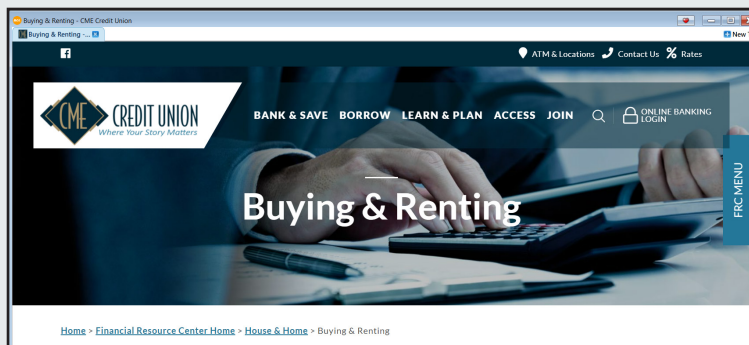 Buying & Renting - CME Credit Union
Buying & Renting -...
New
ATM & Locations Contact Us % Rates
CME CREDIT UNION
Where Your Story Matters
BANK & SAVE BORROW LEARN & PLAN ACCESS JOIN
ONLINE BANKING
LOGIN
FRC MENU
Buying & Renting
Home > Financial Resource Center Home > House & Home > Buying & Renting